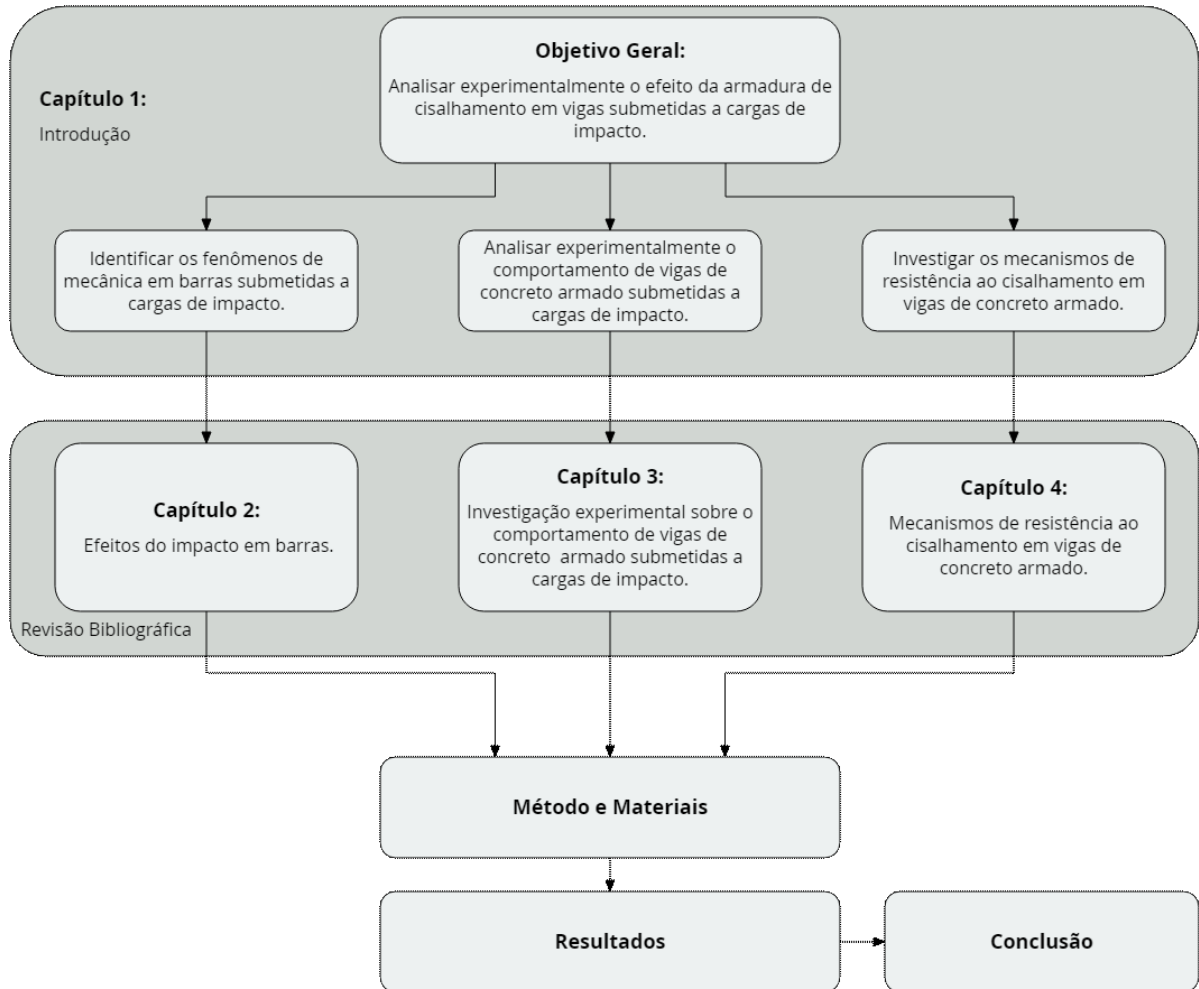 Objetivo Geral:
Analisar experimentalmente o efeito da armadura de
cisalhamento em vigas submetidas a cargas de
impacto.
Capítulo 1:
Introdução
Identificar os fenômenos de
mecânica em barras submetidas a
cargas de impacto.
Analisar experimentalmente o
comportamento de vigas de
concreto armado submetidas a
cargas de impacto.
Investigar os mecanismos de
resistência ao cisalhamento em
vigas de concreto armado.
Capítulo 2:
Efeitos do impacto em barras.
Capítulo 3:
Investigação experimental sobre o
comportamento de vigas de
concreto armado submetidas a
cargas de impacto.
Capítulo 4:
Mecanismos de resistência ao
cisalhamento em vigas de
concreto armado.
Revisão Bibliográfica
Método e Materiais
Resultados
Conclusão